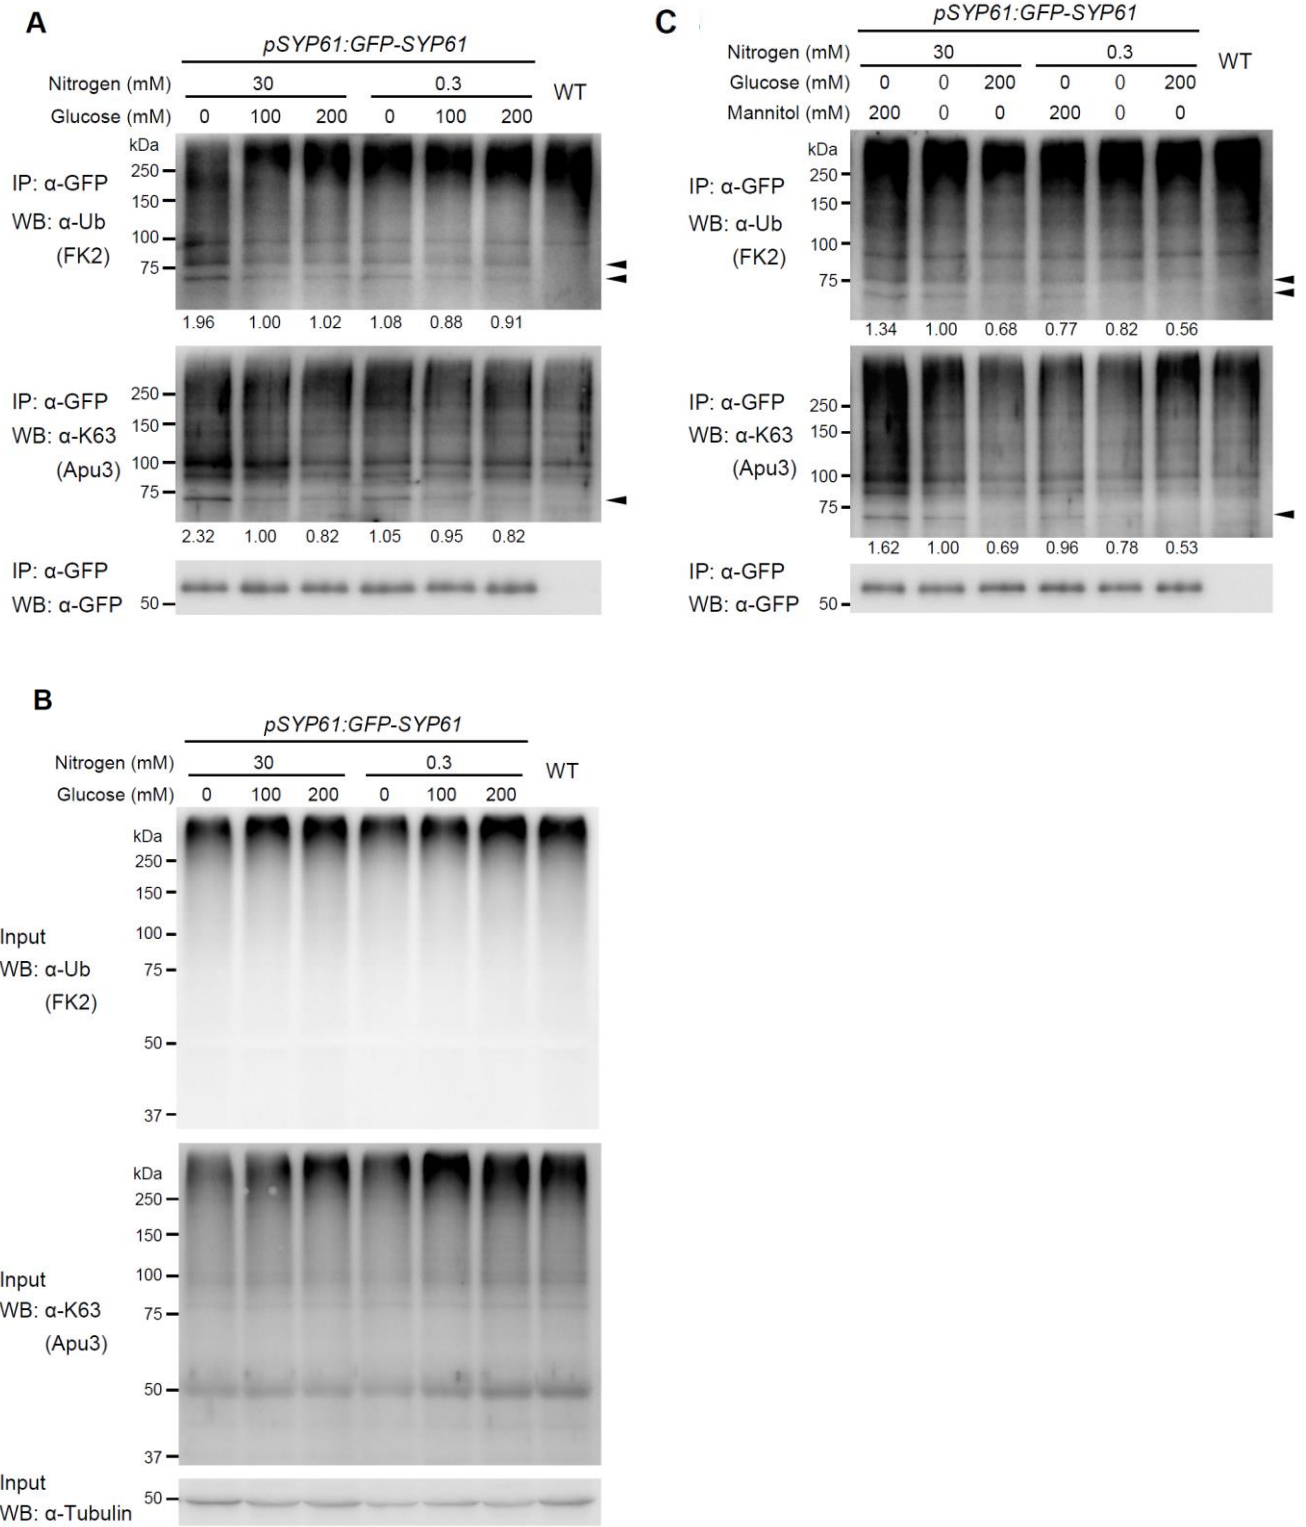 A
pSYP61:GFP-SYP61
Nitrogen (mM) 30 0.3 WT
Glucose (mM) 0 100 200 0 100 200
kDa
IP: α-GFP
WB: α-Ub
(FK2)
250
150
100
75
1.96 1.00 1.02 1.08 0.88 0.91
IP: α-GFP
WB: α-K63
(Apu3)
250
150
100
75
2.32 1.00 0.82 1.05 0.95 0.82
IP: α-GFP
WB: α-GFP
50
C
pSYP61:GFP-SYP61
Nitrogen (mM) 30 0.3 WT
Glucose (mM) 0 0 200 0 0 200
Mannitol (mM) 200 0 0 200 0 0
kDa
IP: α-GFP
WB: α-Ub
(FK2)
250
150
100
75
1.34 1.00 0.68 0.77 0.82 0.56
IP: α-GFP
WB: α-K63
(Apu3)
250
150
100
75
1.62 1.00 0.69 0.96 0.78 0.53
IP: α-GFP
WB: α-GFP
50
B
pSYP61:GFP-SYP61
Nitrogen (mM) 30 0.3 WT
Glucose (mM) 0 100 200 0 100 200
kDa
Input
WB: α-Ub
(FK2)
250
150
100
75
50
37
kDa
Input
WB: α-K63
(Apu3)
250
150
100
75
50
37
Input
WB: α-Tubulin
50